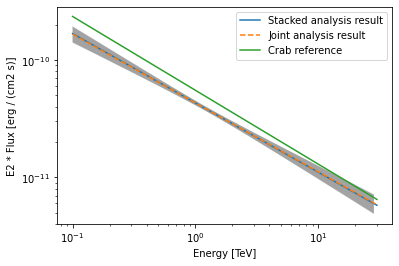 Stacked analysis result
Joint analysis result
Crab reference
E2 * Flux [erg / (cm2 s)]
10⁻¹⁰
10⁻¹¹
10⁻¹
10⁰
10¹
Energy [TeV]